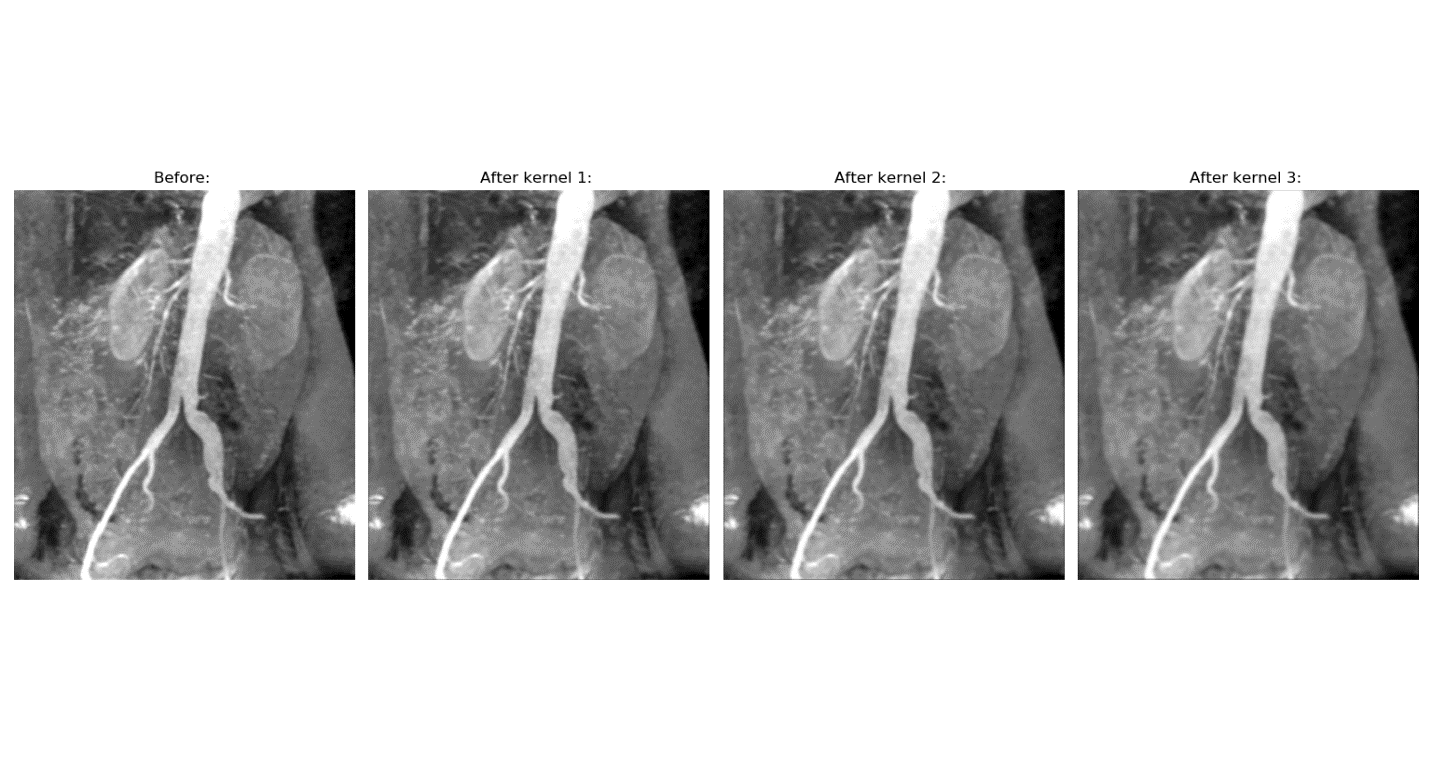 Before:
After kernel 1:
After kernel 2:
After kernel 3: